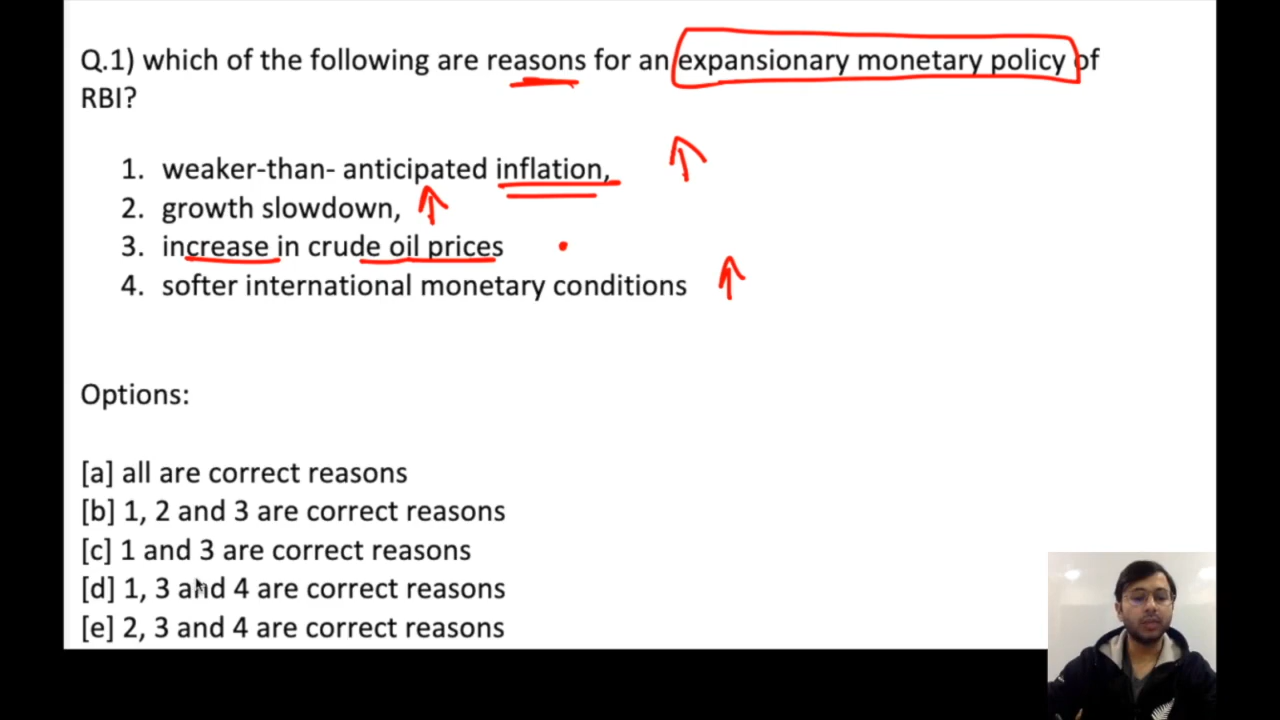 Q.1) which of the following are reasons for an expansionary monetary policy of
RBI?
1. weaker-than- anticipated inflation,
2. growth slowdown,
3. increase in crude oil prices
4. softer international monetary conditions
Options:
[a] all are correct reasons
[b] 1, 2 and 3 are correct reasons
[c] 1 and 3 are correct reasons
[d] 1, 3 and 4 are correct reasons
[e] 2, 3 and 4 are correct reasons